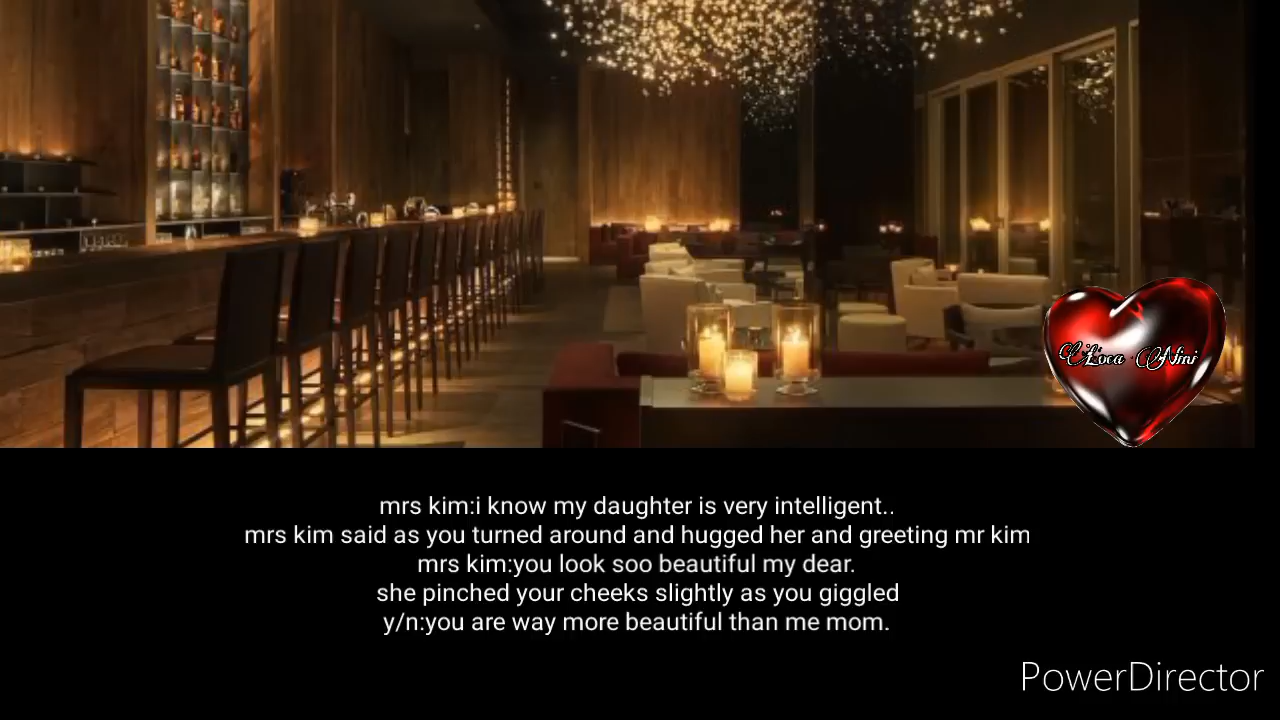 Loca Nini
mrs kim:i know my daughter is very intelligent..
mrs kim said as you turned around and hugged her and greeting mr kim
mrs kim:you look soo beautiful my dear.
she pinched your cheeks slightly as you giggled
y/n:you are way more beautiful than me mom.
PowerDirector